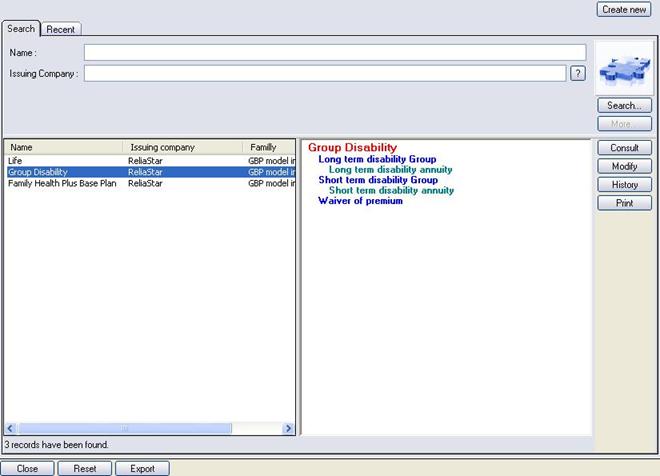 Create new
Search Recent
Name :
Issuing Company : ?
Search...
More...
Name Issuing company Familly
Life ReliaStar GBP model in
Group Disability ReliaStar GBP model in
Family Health Plus Base Plan ReliaStar GBP model in
Group Disability
Long term disability Group
Long term disability annuity
Short term disability Group
Short term disability annuity
Waiver of premium
Consult
Modify
History
Print
3 records have been found.
Close Reset Export